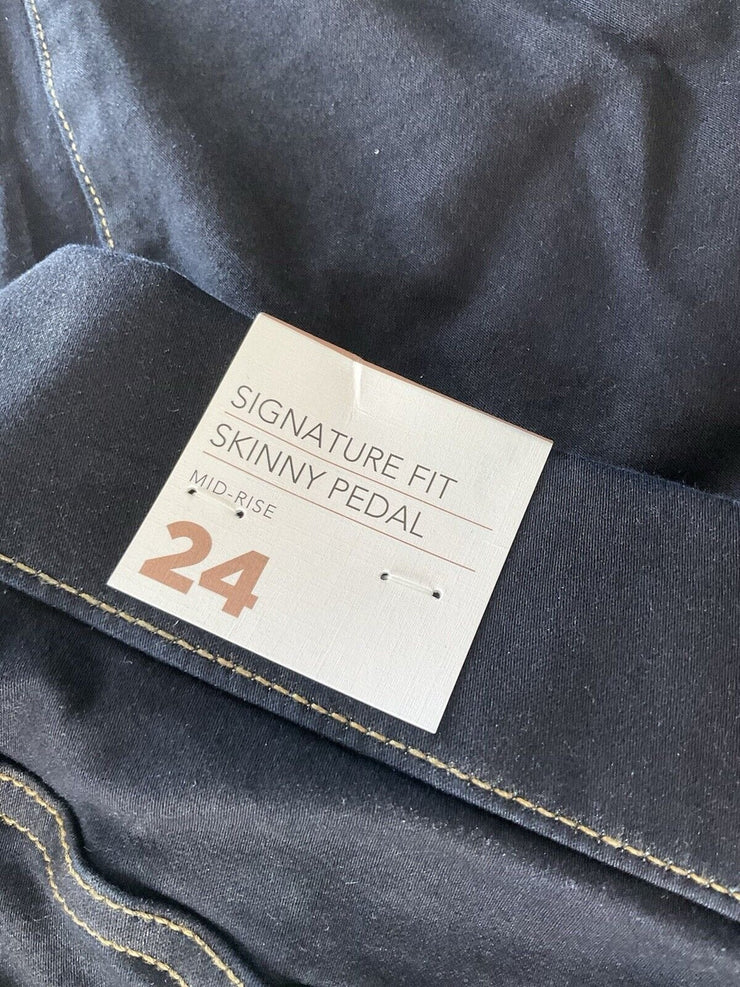 SIGNATURE FIT
SKINNY PEDAL
MID-RISE
24